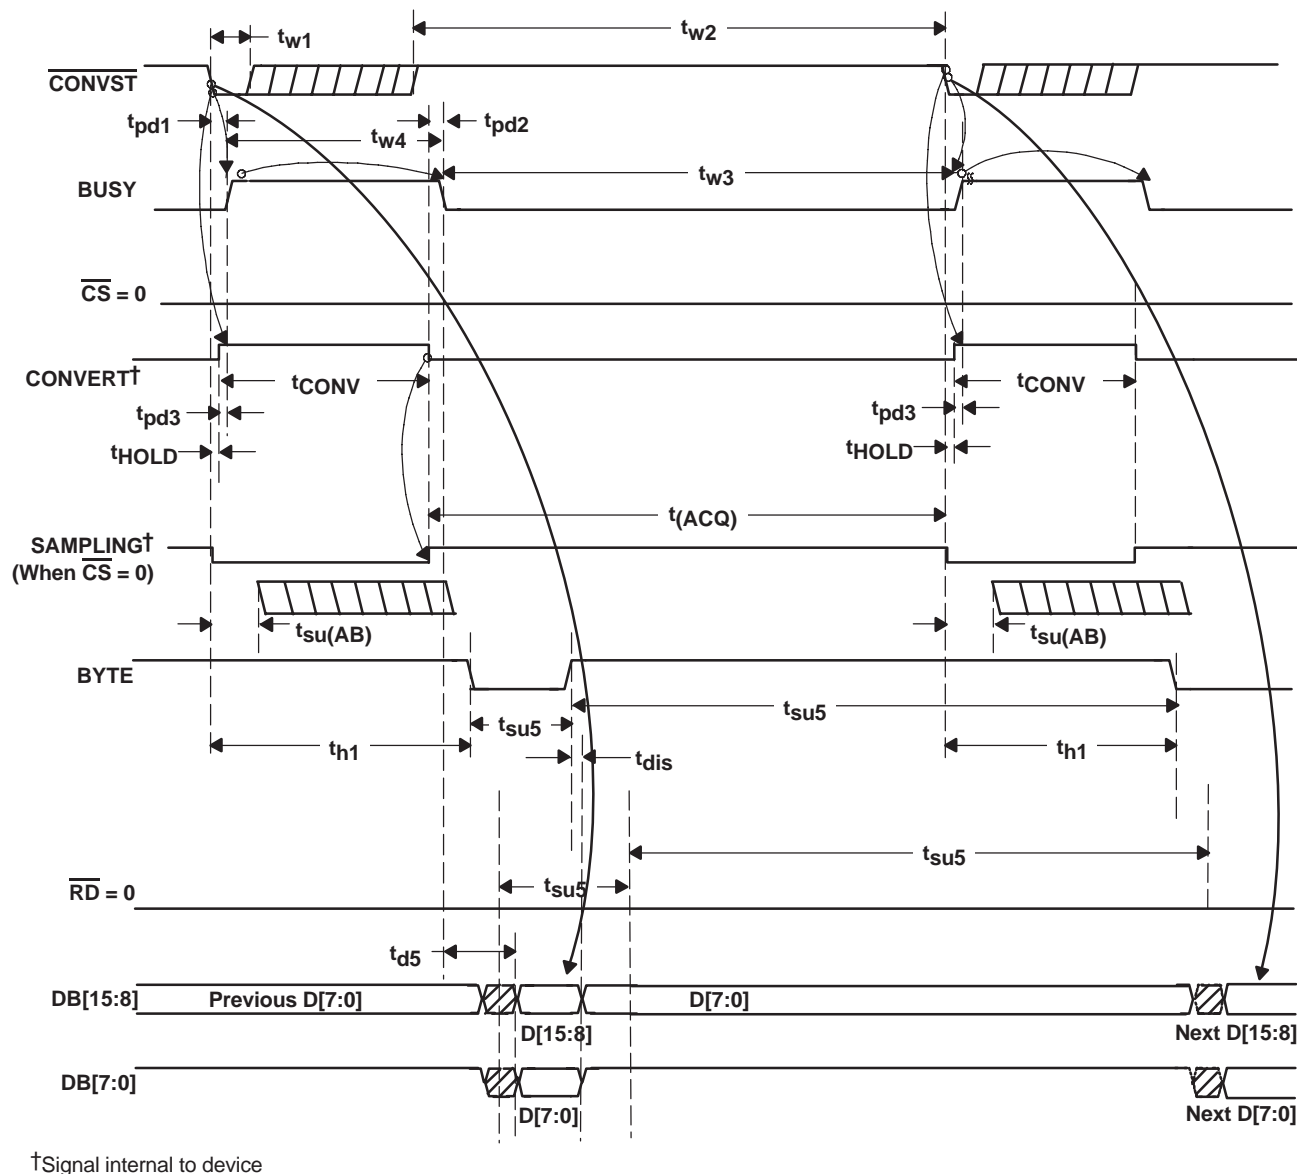 tw1
tw2
CONVST
tpd1
tw4
tpd2
tw3
BUSY
CS = 0
CONVERT†
tCONV
tCONV
tpd3
tpd3
tHOLD
tHOLD
t(ACQ)
SAMPLING†
(When CS = 0)
tsu(AB)
tsu(AB)
BYTE
tsu5
tsu5
th1
th1
tdis
tsu5
tsu5
RD = 0
td5
DB[15:8]
Previous D[7:0]
D[7:0]
D[15:8]
Next D[15:8]
DB[7:0]
D[7:0]
Next D[7:0]
†Signal internal to device